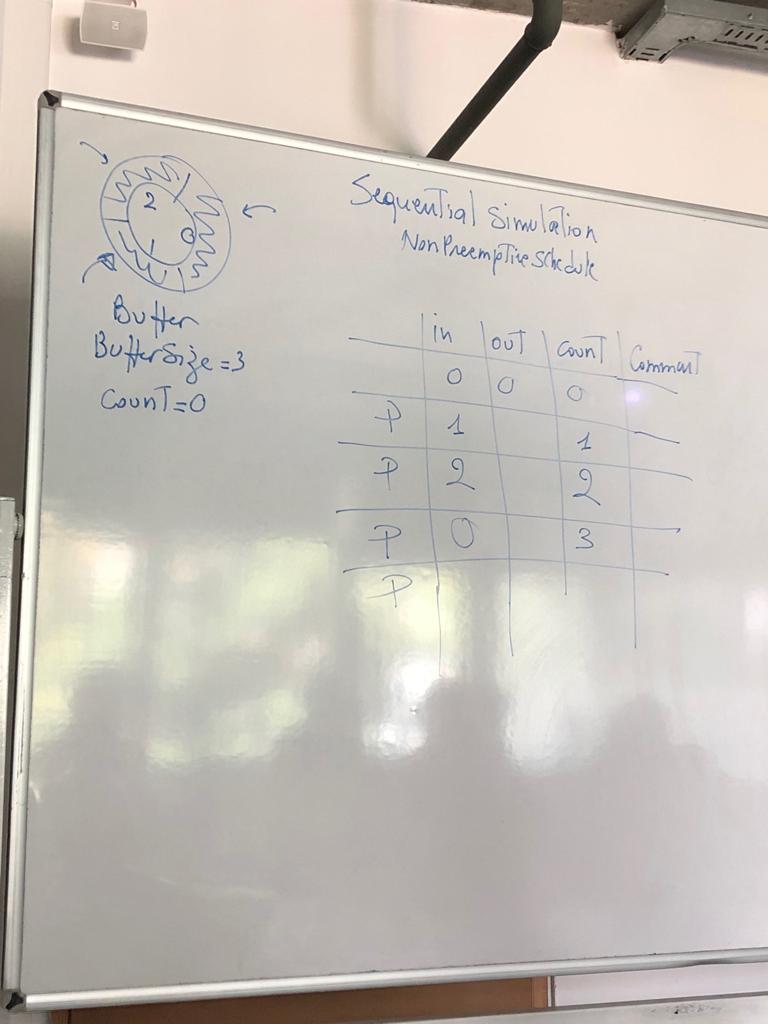 2
0
1
Buffer
BufferSize=3
Count=0
Sequential Simulation
NonPreemptive Schedule
in out count Comment
0 0 0
P 1 1
P 2 2
P 0 3
P